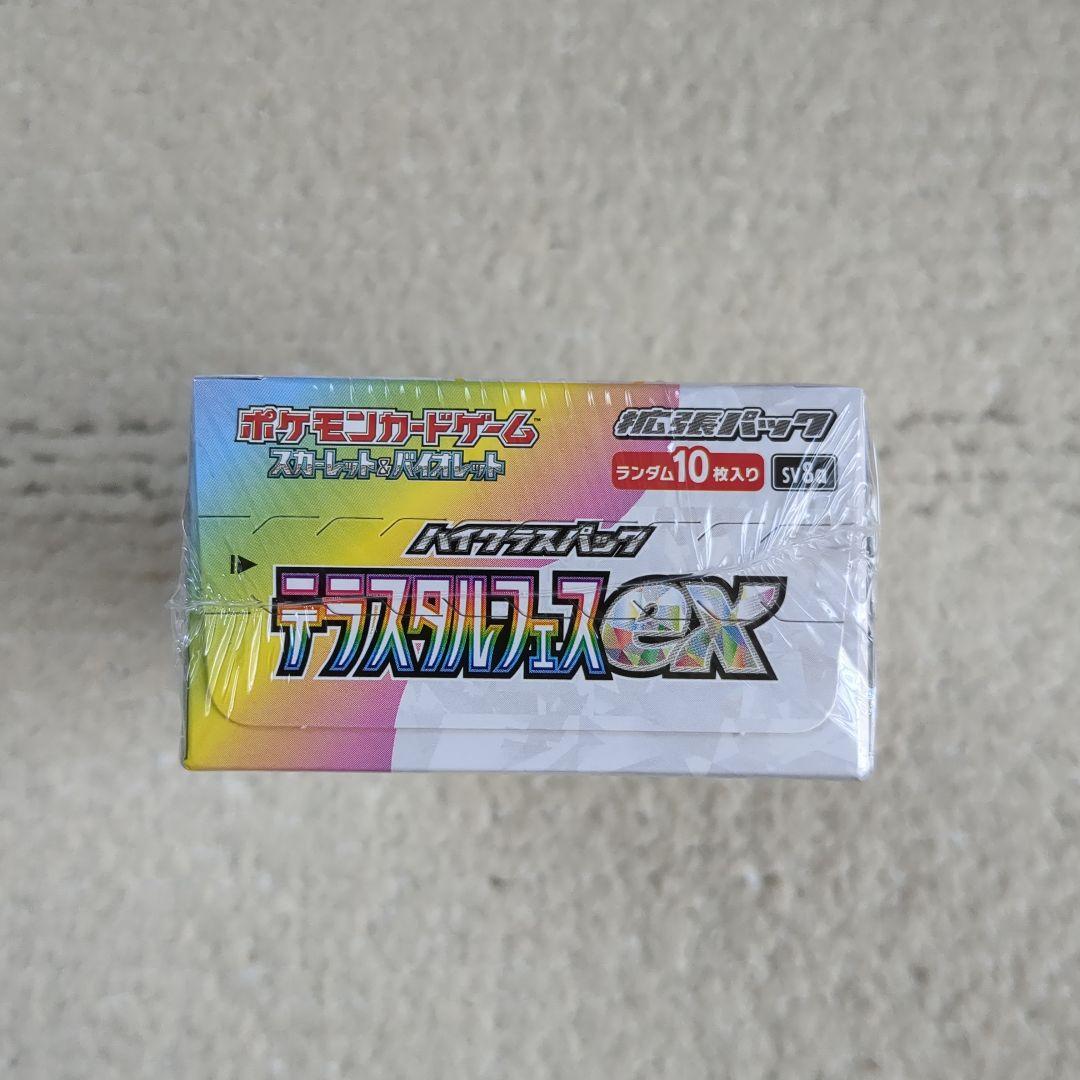 ポケモンカードゲーム™
スカーレット&バイオレット
拡張パック
ランダム10枚入り
sv8a
ハイクラスパック
テラスタルフェスex